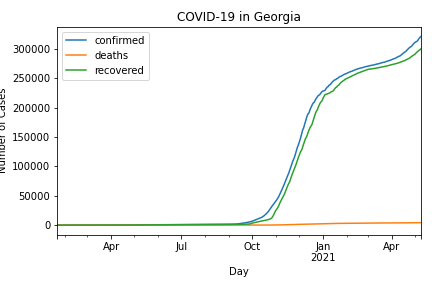 COVID-19 in Georgia
confirmed
deaths
recovered
300000
250000
200000
150000
100000
50000
0
Number of Cases
Apr
Jul
Oct
Jan
2021
Apr
Day